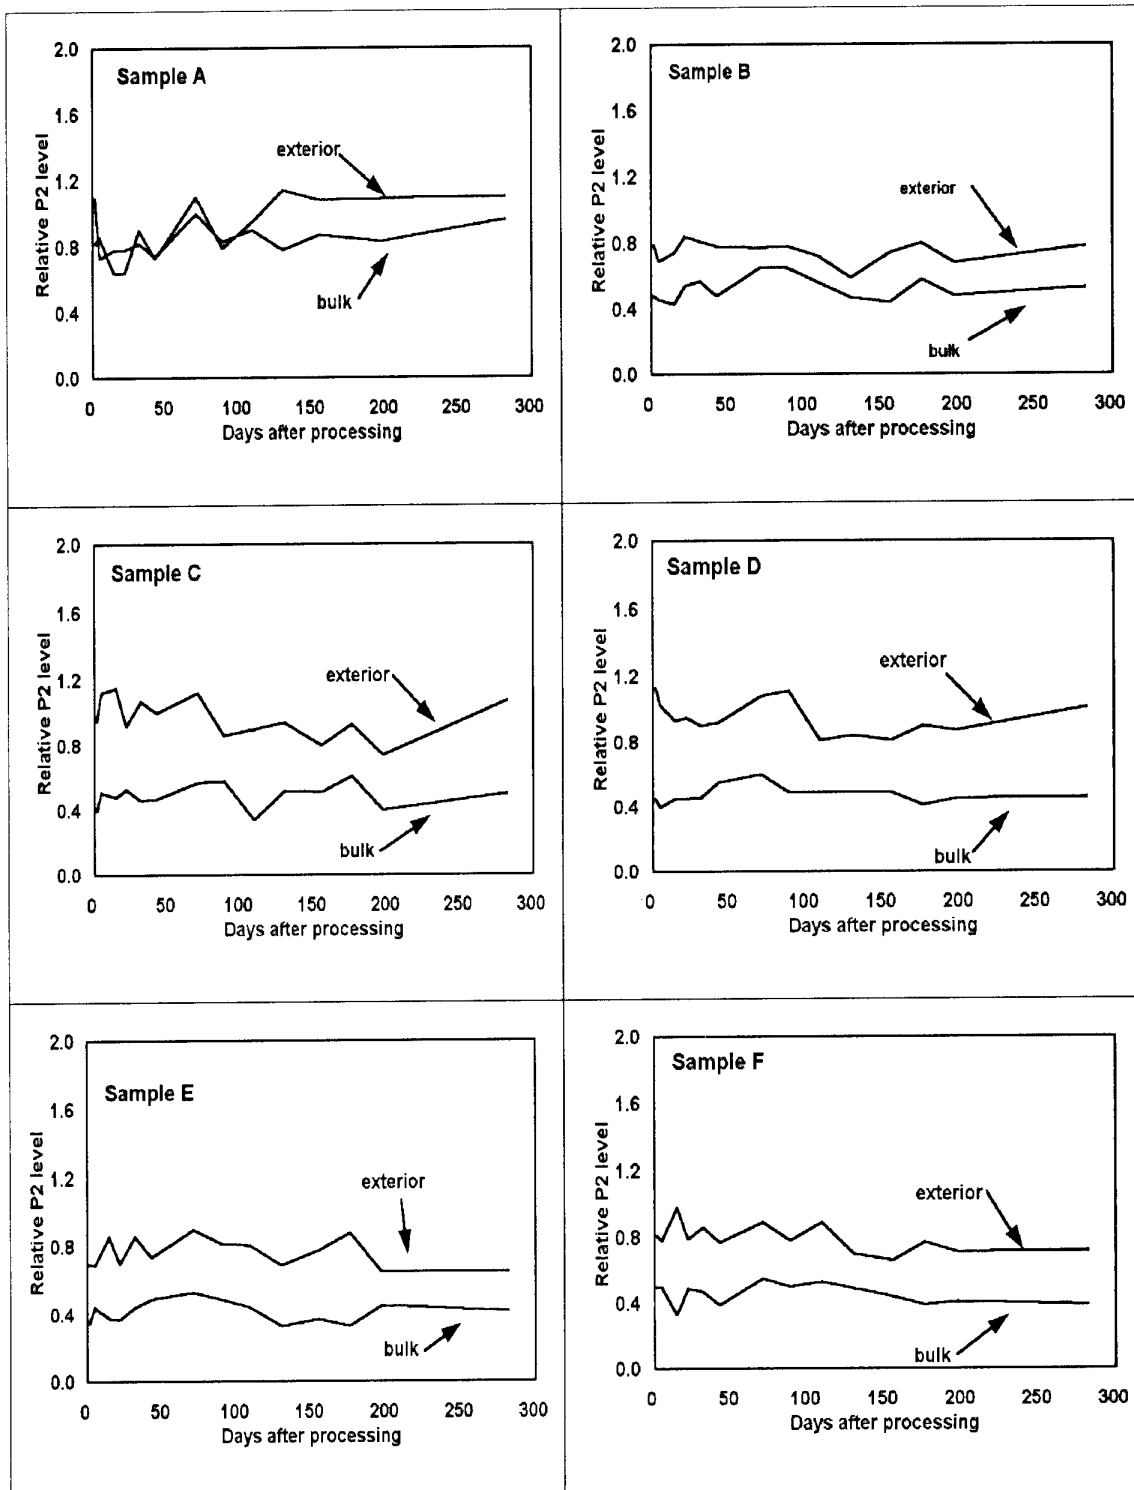 Sample A
2.0
1.6
1.2
0.8
0.4
0.0
Relative P2 level
exterior
bulk
0 50 100 150 200 250 300
Days after processing
Sample B
2.0
1.6
1.2
0.8
0.4
0.0
Relative P2 level
exterior
bulk
0 50 100 150 200 250 300
Days after processing
Sample C
2.0
1.6
1.2
0.8
0.4
0.0
Relative P2 level
exterior
bulk
0 50 100 150 200 250 300
Days after processing
Sample D
2.0
1.6
1.2
0.8
0.4
0.0
Relative P2 level
exterior
bulk
0 50 100 150 200 250 300
Days after processing
Sample E
2.0
1.6
1.2
0.8
0.4
0.0
Relative P2 level
exterior
bulk
0 50 100 150 200 250 300
Days after processing
Sample F
2.0
1.6
1.2
0.8
0.4
0.0
Relative P2 level
exterior
bulk
0 50 100 150 200 250 300
Days after processing